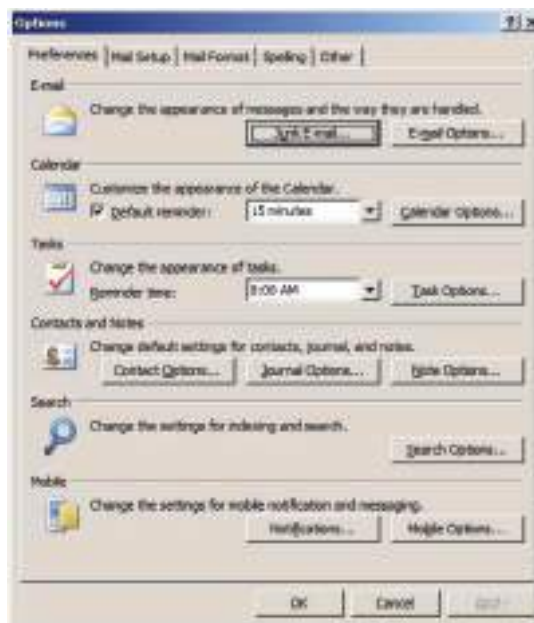 Options
Preferences Mail Setup Mail Format Spelling Other
E-mail
Change the appearance of messages and the way they are handled.
Junk E-mail... E-mail Options...
Calendar
Customize the appearance of the Calendar.
Default reminder: 15 minutes Calendar Options...
Tasks
Change the appearance of tasks.
Reminder time: 8:00 AM Task Options...
Contacts and Notes
Change default settings for contacts, journal, and notes.
Contact Options... Journal Options... Note Options...
Search
Change the settings for indexing and search.
Search Options...
Mobile
Change the settings for mobile notification and messaging.
Notifications... Mobile Options...
OK Cancel Apply